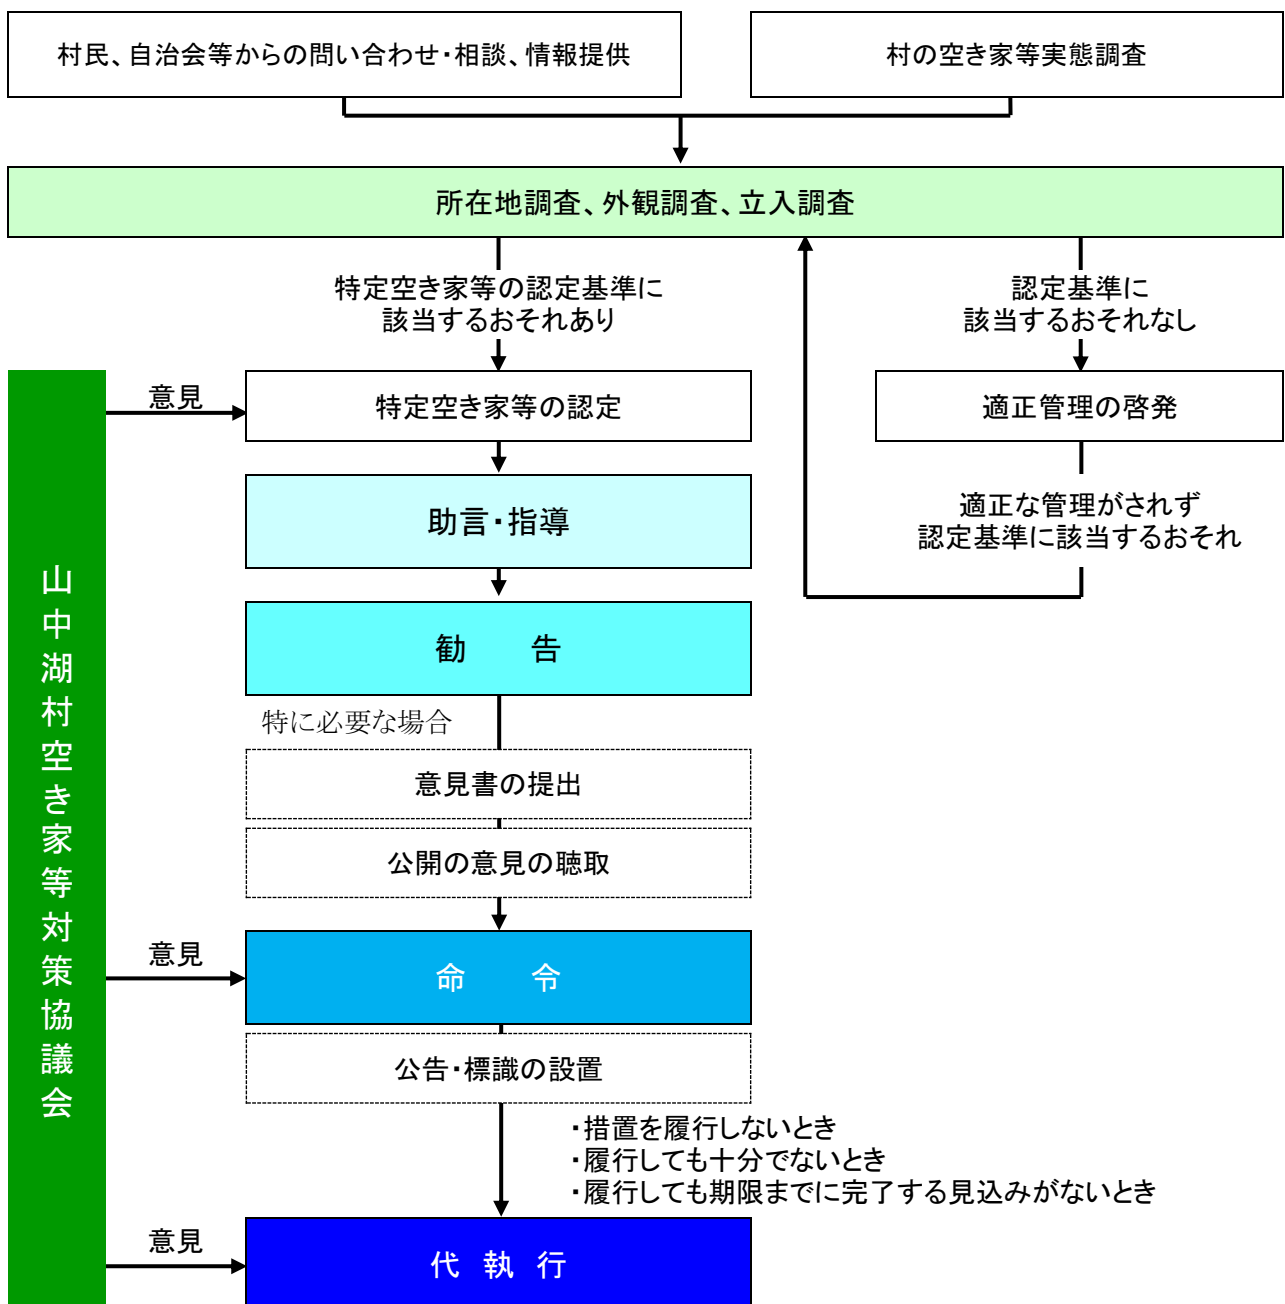 村民、自治会等からの問い合わせ・相談、情報提供
村の空き家等実態調査
所在地調査、外観調査、立入調査
特定空き家等の認定基準に
該当するおそれあり
認定基準に
該当するおそれなし
意見
特定空き家等の認定
適正管理の啓発
助言・指導
適正な管理がされず
認定基準に該当するおそれ
山中湖村空き家等対策協議会
勧　告
特に必要な場合
意見書の提出
公開の意見の聴取
意見
命　令
公告・標識の設置
・措置を履行しないとき
・履行しても十分でないとき
・履行しても期限までに完了する見込みがないとき
意見
代 執 行